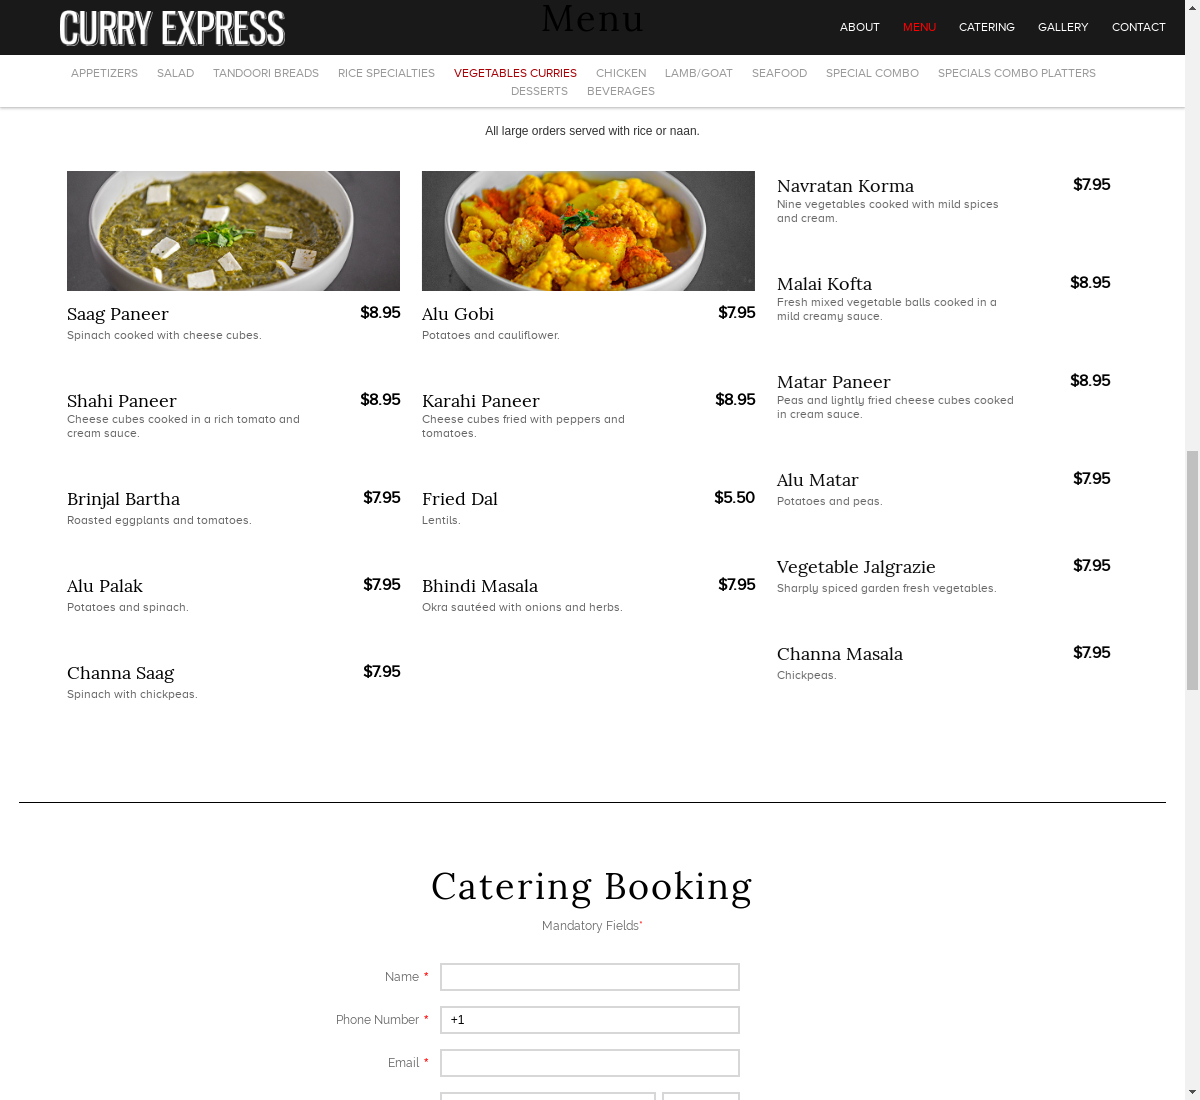 CURRY EXPRESS
Menu
ABOUT MENU CATERING GALLERY CONTACT
APPETIZERS SALAD TANDOORI BREADS RICE SPECIALTIES VEGETABLES CURRIES CHICKEN LAMB/GOAT SEAFOOD SPECIAL COMBO SPECIALS COMBO PLATTERS
DESSERTS BEVERAGES
All large orders served with rice or naan.
Saag Paneer $8.95
Spinach cooked with cheese cubes.
Shahi Paneer $8.95
Cheese cubes cooked in a rich tomato and
cream sauce.
Brinjal Bartha $7.95
Roasted eggplants and tomatoes.
Alu Palak $7.95
Potatoes and spinach.
Channa Saag $7.95
Spinach with chickpeas.
Alu Gobi $7.95
Potatoes and cauliflower.
Karahi Paneer $8.95
Cheese cubes fried with peppers and
tomatoes.
Fried Dal $5.50
Lentils.
Bhindi Masala $7.95
Okra sautéed with onions and herbs.
Navratan Korma $7.95
Nine vegetables cooked with mild spices
and cream.
Malai Kofta $8.95
Fresh mixed vegetable balls cooked in a
mild creamy sauce.
Matar Paneer $8.95
Peas and lightly fried cheese cubes cooked
in cream sauce.
Alu Matar $7.95
Potatoes and peas.
Vegetable Jalgrazie $7.95
Sharply spiced garden fresh vegetables.
Channa Masala $7.95
Chickpeas.
Catering Booking
Mandatory Fields*
Name *
Phone Number * +1
Email *